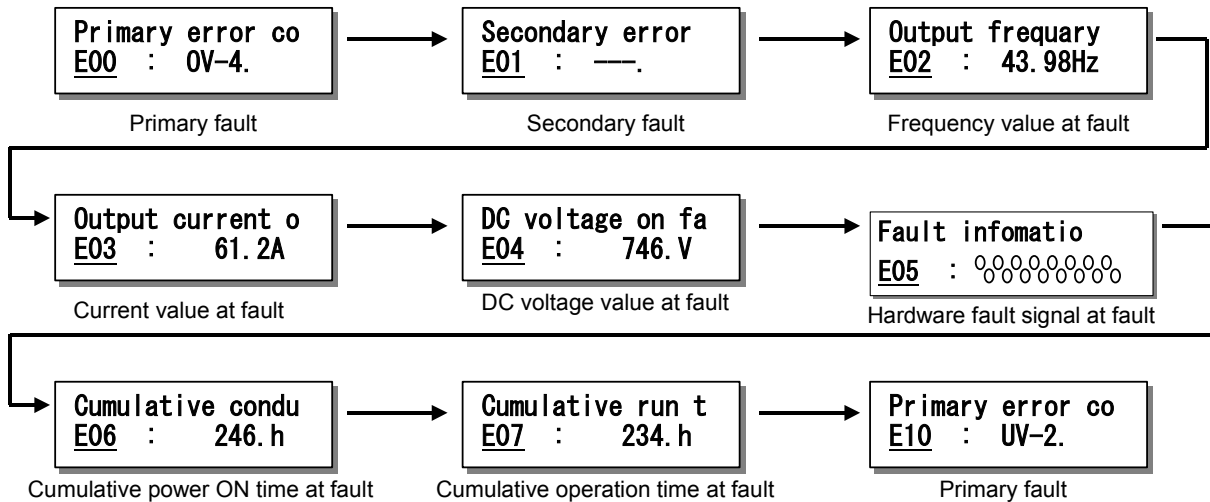 Primary error co
E00 : OV-4.
Primary fault
Secondary error
E01 : ---.
Secondary fault
Output frequary
E02 : 43.98Hz
Frequency value at fault
Output current o
E03 : 61.2A
Current value at fault
DC voltage on fa
E04 : 746.V
DC voltage value at fault
Fault infomatio
E05 :
Hardware fault signal at fault
Cumulative condu
E06 : 246.h
Cumulative power ON time at fault
Cumulative run t
E07 : 234.h
Cumulative operation time at fault
Primary error co
E10 : UV-2.
Primary fault